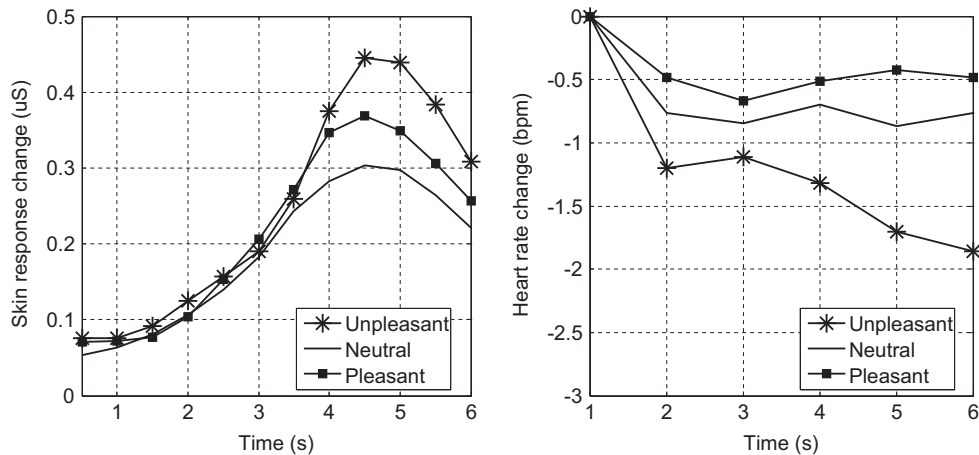 Skin response change (uS)
0.5
0.4
0.3
0.2
0.1
0
1 2 3 4 5 6
Time (s)
Unpleasant
Neutral
Pleasant
Heart rate change (bpm)
0
-0.5
-1
-1.5
-2
-2.5
-3
1 2 3 4 5 6
Time (s)
Unpleasant
Neutral
Pleasant